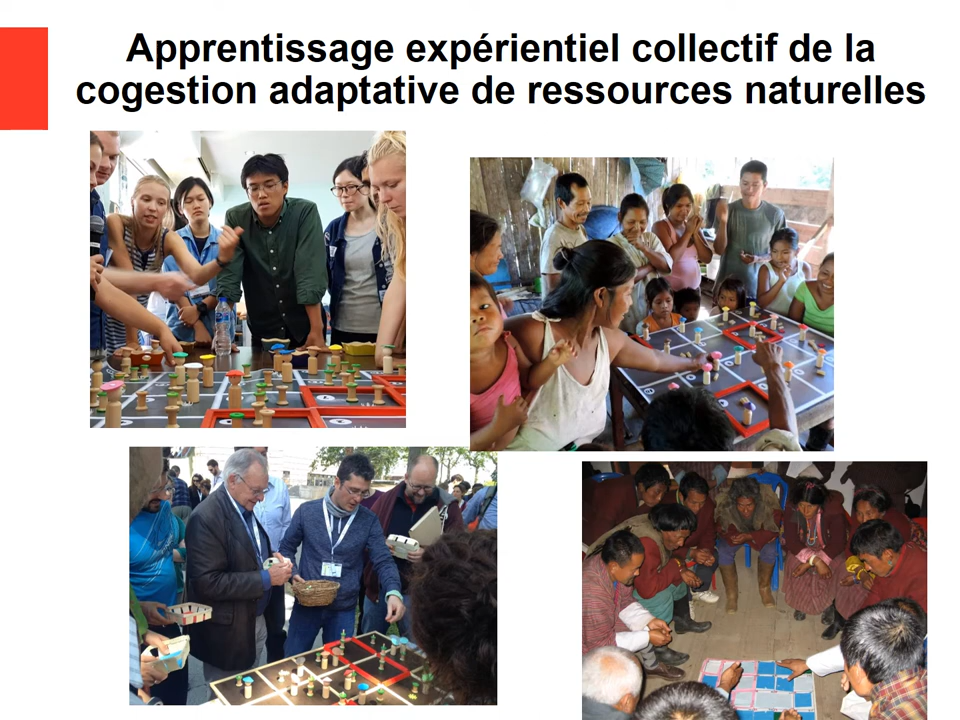 Apprentissage expérientiel collectif de la
cogestion adaptative de ressources naturelles